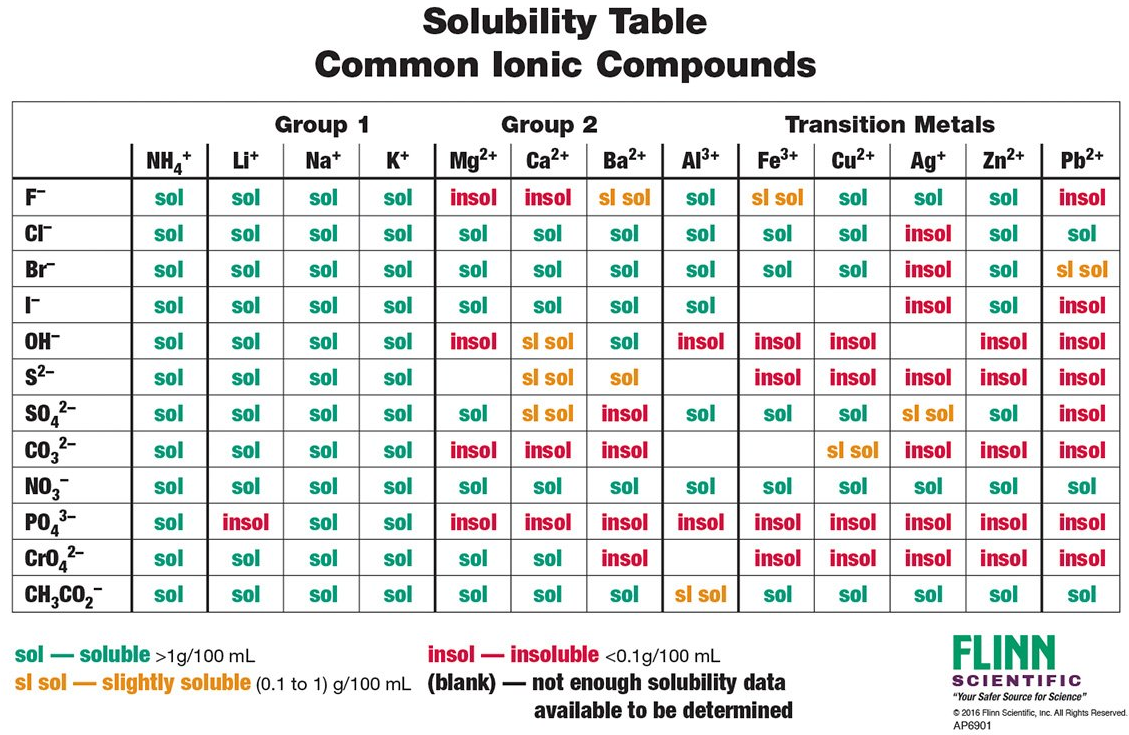 Solubility Table
Common Ionic Compounds
Group 1 Group 2 Transition Metals
NH₄⁺ Li⁺ Na⁺ K⁺ Mg²⁺ Ca²⁺ Ba²⁺ Al³⁺ Fe³⁺ Cu²⁺ Ag⁺ Zn²⁺ Pb²⁺
F⁻ sol sol sol sol insol insol sl sol sol sl sol sol sol sol insol
Cl⁻ sol sol sol sol sol sol sol sol sol sol insol sol sol
Br⁻ sol sol sol sol sol sol sol sol sol sol insol sol sl sol
I⁻ sol sol sol sol sol sol sol sol insol sol insol
OH⁻ sol sol sol sol insol sl sol sol insol insol insol insol insol
S²⁻ sol sol sol sol sl sol sol insol insol insol insol insol
SO₄²⁻ sol sol sol sol sol sl sol insol sol sol sol sl sol sol insol
CO₃²⁻ sol sol sol sol insol insol insol sl sol insol insol insol
NO₃⁻ sol sol sol sol sol sol sol sol sol sol sol sol sol
PO₄³⁻ sol insol sol sol insol insol insol insol insol insol insol insol insol
CrO₄²⁻ sol sol sol sol sol sol insol insol insol insol insol insol
CH₃CO₂⁻ sol sol sol sol sol sol sol sl sol sol sol sol sol sol
sol — soluble >1g/100 mL insol — insoluble <0.1g/100 mL
sl sol — slightly soluble (0.1 to 1) g/100 mL (blank) — not enough solubility data
available to be determined
FLINN
SCIENTIFIC
"Your Safer Source for Science"
© 2016 Flinn Scientific, Inc. All Rights Reserved.
AP6901